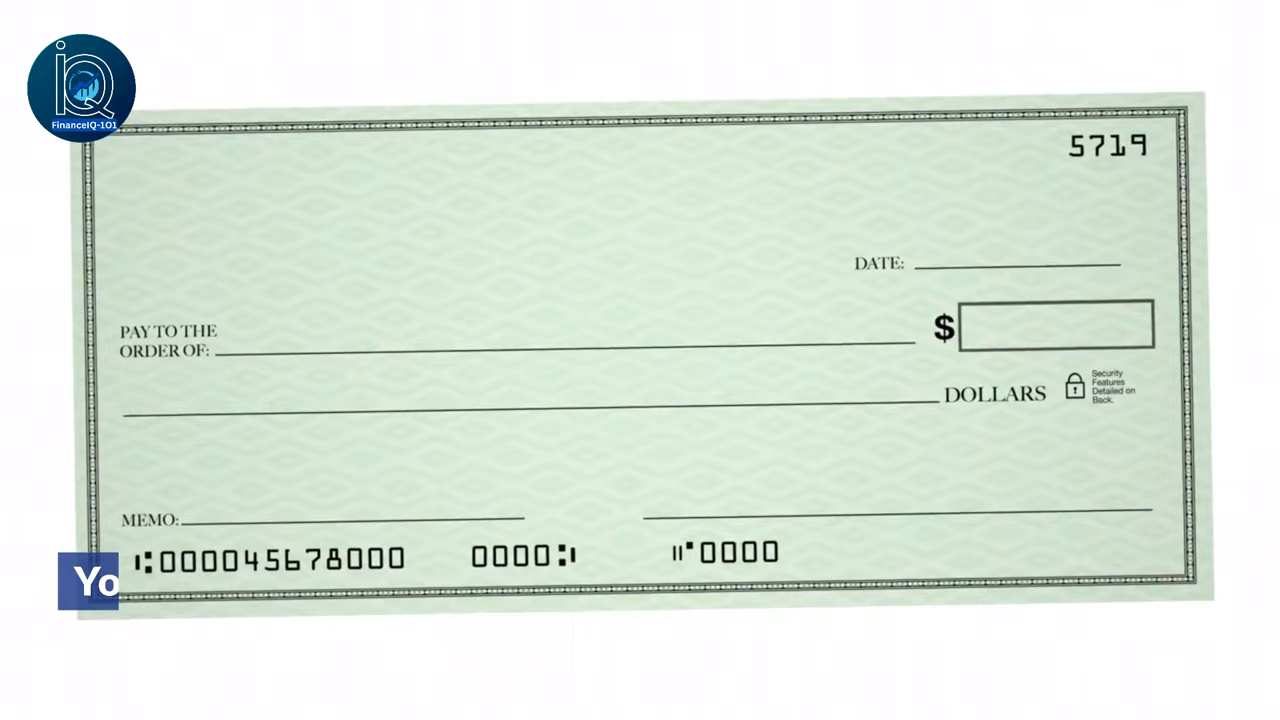 iQ
FinanceIQ-101
5719
DATE:
PAY TO THE
ORDER OF:
$
DOLLARS
Security
Features
Detailed on
Back.
MEMO:
⑆000045678000 0000⑆ ⑈0000
Yo